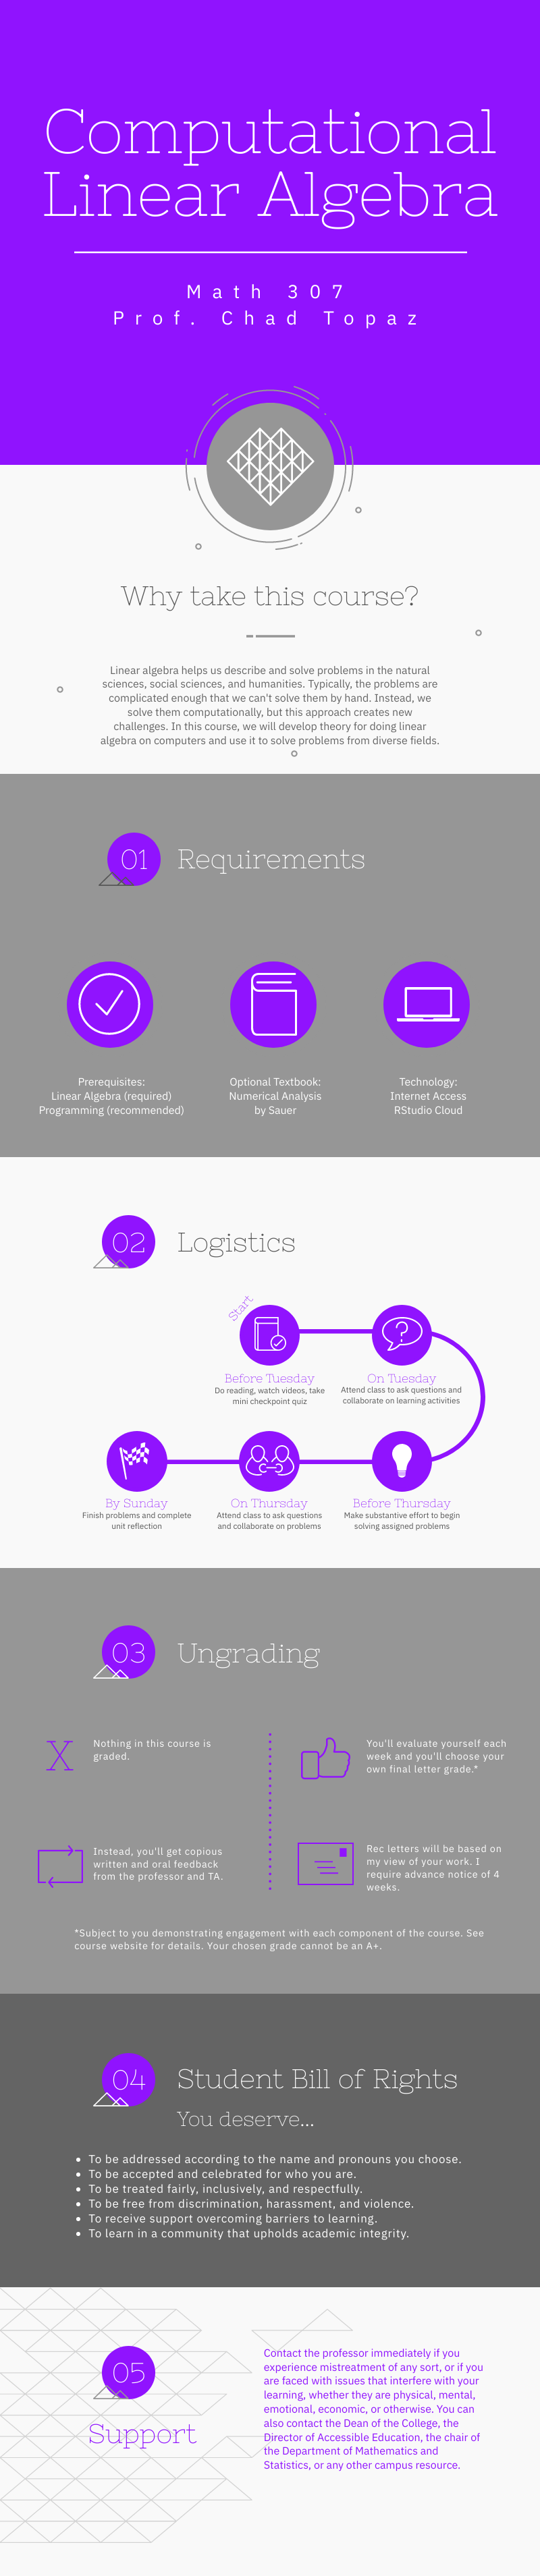 Computational
Linear Algebra
Math 307
Prof. Chad Topaz
Why take this course?
Linear algebra helps us describe and solve problems in the natural
sciences, social sciences, and humanities. Typically, the problems are
complicated enough that we can't solve them by hand. Instead, we
solve them computationally, but this approach creates new
challenges. In this course, we will develop theory for doing linear
algebra on computers and use it to solve problems from diverse fields.
01 Requirements
Prerequisites:
Linear Algebra (required)
Programming (recommended)
Optional Textbook:
Numerical Analysis
by Sauer
Technology:
Internet Access
RStudio Cloud
02 Logistics
Start
Before Tuesday
Do reading, watch videos, take
mini checkpoint quiz
On Tuesday
Attend class to ask questions and
collaborate on learning activities
Before Thursday
Make substantive effort to begin
solving assigned problems
On Thursday
Attend class to ask questions
and collaborate on problems
By Sunday
Finish problems and complete
unit reflection
03 Ungrading
X
Nothing in this course is
graded.
You'll evaluate yourself each
week and you'll choose your
own final letter grade.*
Instead, you'll get copious
written and oral feedback
from the professor and TA.
Rec letters will be based on
my view of your work. I
require advance notice of 4
weeks.
*Subject to you demonstrating engagement with each component of the course. See
course website for details. Your chosen grade cannot be an A+.
04 Student Bill of Rights
You deserve...
• To be addressed according to the name and pronouns you choose.
• To be accepted and celebrated for who you are.
• To be treated fairly, inclusively, and respectfully.
• To be free from discrimination, harassment, and violence.
• To receive support overcoming barriers to learning.
• To learn in a community that upholds academic integrity.
05
Support
Contact the professor immediately if you
experience mistreatment of any sort, or if you
are faced with issues that interfere with your
learning, whether they are physical, mental,
emotional, economic, or otherwise. You can
also contact the Dean of the College, the
Director of Accessible Education, the chair of
the Department of Mathematics and
Statistics, or any other campus resource.